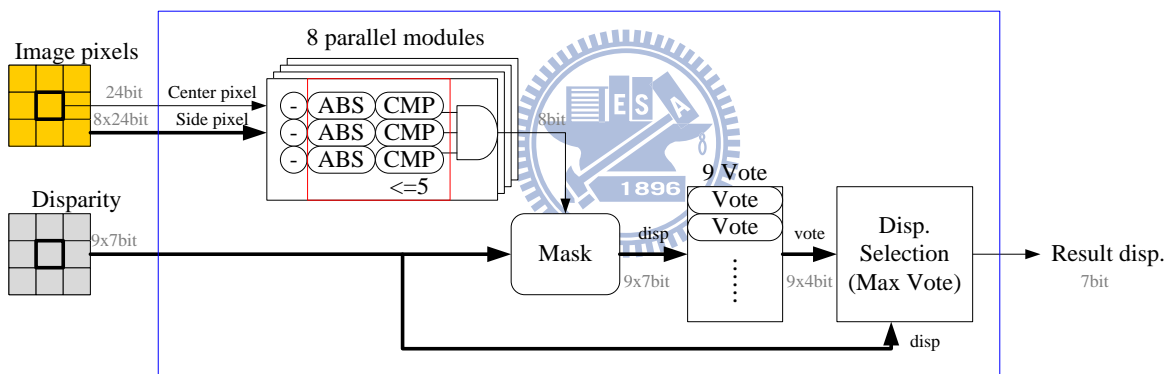 Image pixels
8 parallel modules
24bit
Center pixel
8x24bit
Side pixel
- ABS CMP
- ABS CMP
- ABS CMP
<=5
8bit
E S A
1896
Disparity
9x7bit
Mask
disp
9x7bit
9 Vote
Vote
Vote
vote
9x4bit
Disp.
Selection
(Max Vote)
Result disp.
7bit
disp